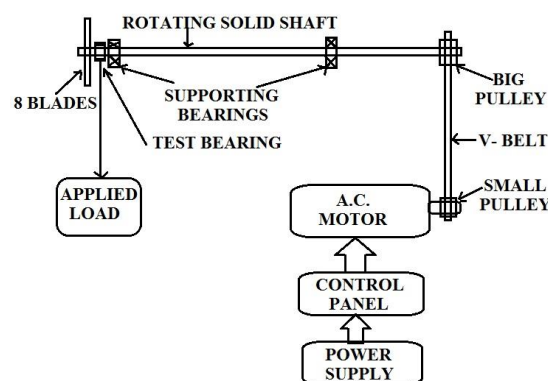 ROTATING SOLID SHAFT
8 BLADES
SUPPORTING
BEARINGS
TEST BEARING
BIG
PULLEY
V- BELT
APPLIED
LOAD
A.C.
MOTOR
SMALL
PULLEY
CONTROL
PANEL
POWER
SUPPLY